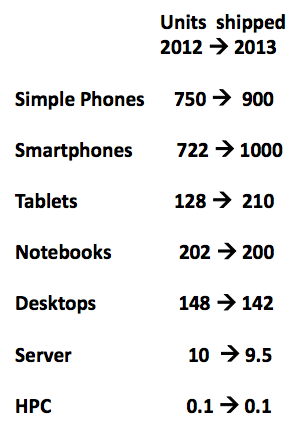 Units shipped
2012 → 2013
Simple Phones 750 → 900
Smartphones 722 → 1000
Tablets 128 → 210
Notebooks 202 → 200
Desktops 148 → 142
Server 10 → 9.5
HPC 0.1 → 0.1